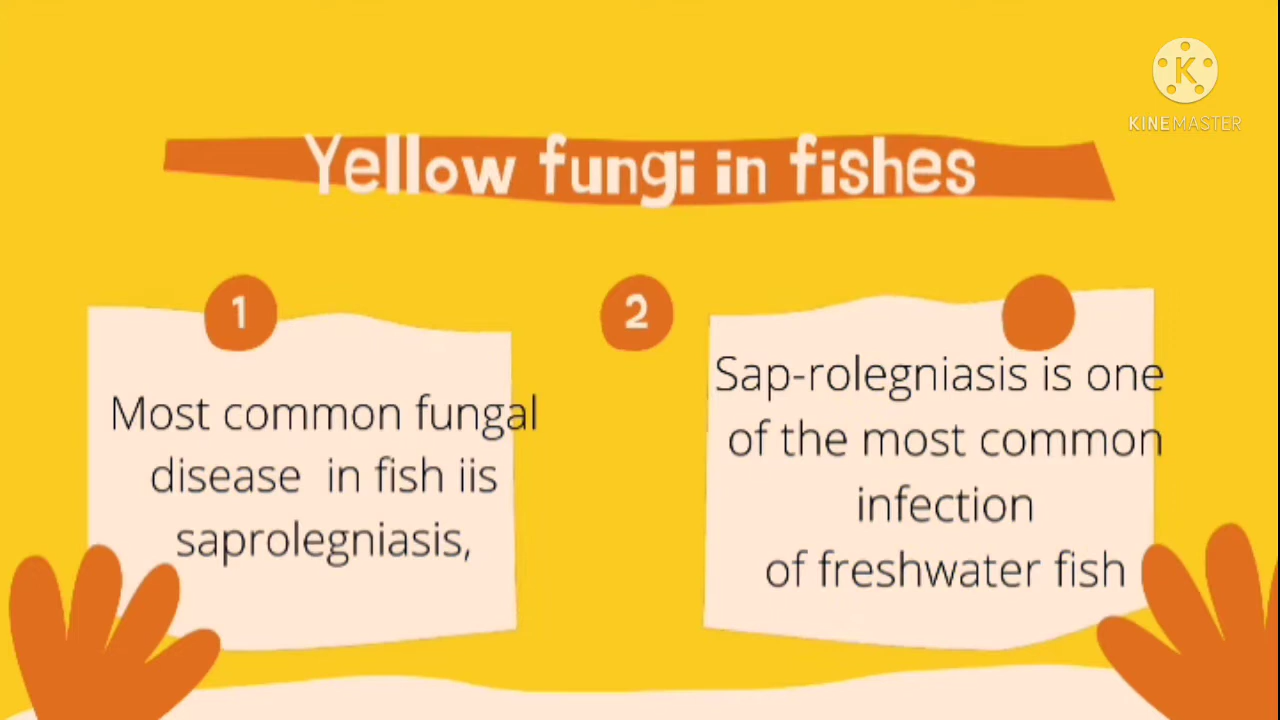 KINEMASTER
Yellow fungi in fishes
1
2
Most common fungal
disease in fish iis
saprolegniasis,
Sap-rolegniasis is one
of the most common
infection
of freshwater fish